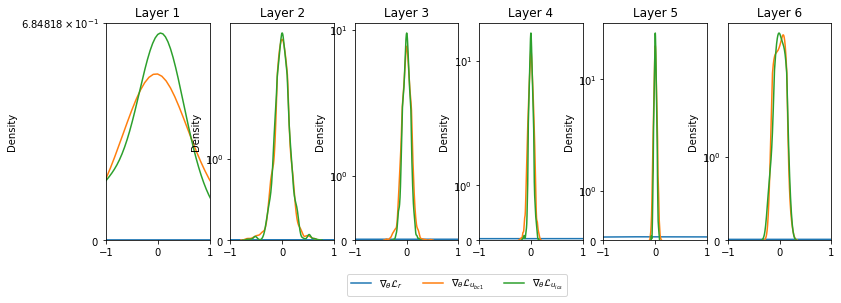 Layer 1 Layer 2 Layer 3 Layer 4 Layer 5 Layer 6
6.84818 × 10⁻¹ 10¹ 10¹ 10¹
Density Density Density Density Density Density
10⁰ 10⁰ 10⁰ 10⁰ 10⁰
0 0 0 0 0 0
−1 0 1 −1 0 1 −1 0 1 −1 0 1 −1 0 1 −1 0 1
∇θℒr ∇θℒu_bc1 ∇θℒu_ics